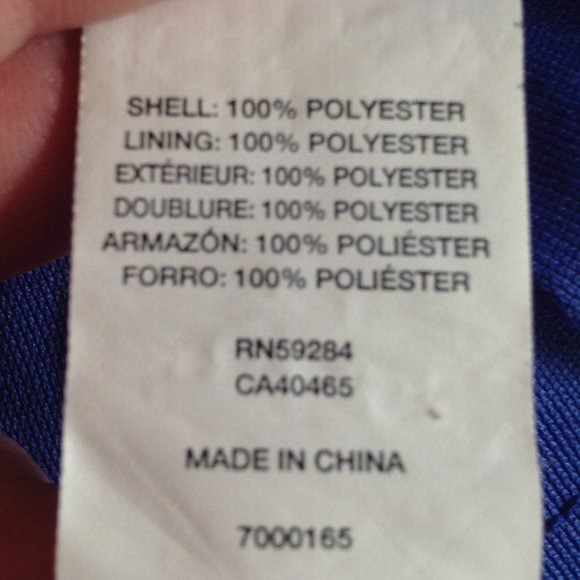 SHELL: 100% POLYESTER
LINING: 100% POLYESTER
EXTÉRIEUR: 100% POLYESTER
DOUBLURE: 100% POLYESTER
ARMAZÓN: 100% POLIÉSTER
FORRO: 100% POLIÉSTER
RN59284
CA40465
MADE IN CHINA
7000165